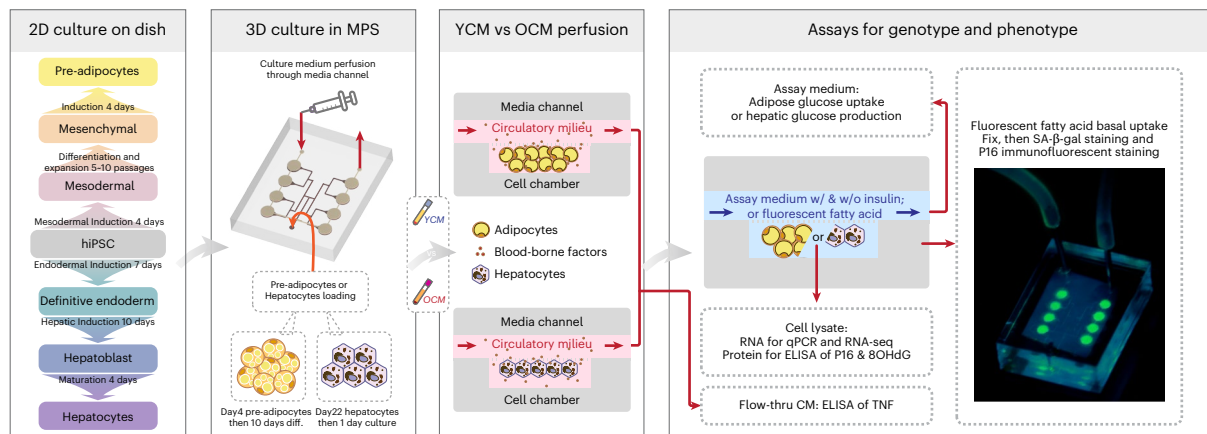 2D culture on dish
Pre-adipocytes
Induction 4 days
Mesenchymal
Differentiation and
expansion 5-10 passages
Mesodermal
Mesodermal Induction 4 days
hiPSC
Endodermal Induction 7 days
Definitive endoderm
Hepatic Induction 10 days
Hepatoblast
Maturation 4 days
Hepatocytes
3D culture in MPS
Culture medium perfusion
through media channel
Pre-adipocytes or
Hepatocytes loading
Day4 pre-adipocytes
then 10 days diff.
Day22 hepatocytes
then 1 day culture
YCM
OCM
YCM vs OCM perfusion
Media channel
Circulatory milieu
Cell chamber
Adipocytes
Blood-borne factors
Hepatocytes
Media channel
Circulatory milieu
Cell chamber
Assays for genotype and phenotype
Assay medium:
Adipose glucose uptake
or hepatic glucose production
Assay medium w/ & w/o insulin;
or fluorescent fatty acid
or
Cell lysate:
RNA for qPCR and RNA-seq
Protein for ELISA of P16 & 8OHdG
Flow-thru CM: ELISA of TNF
Fluorescent fatty acid basal uptake
Fix, then SA-β-gal staining and
P16 immunofluorescent staining